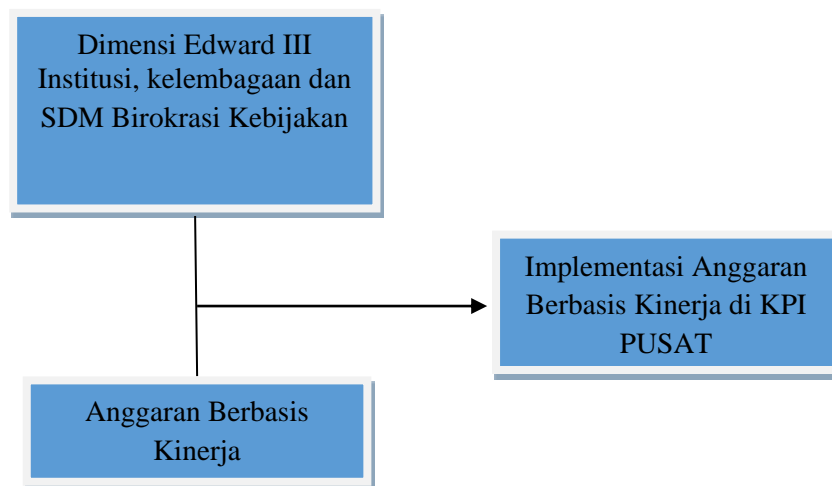 Dimensi Edward III
Institusi, kelembagaan dan
SDM Birokrasi Kebijakan
Implementasi Anggaran
Berbasis Kinerja di KPI
PUSAT
Anggaran Berbasis
Kinerja